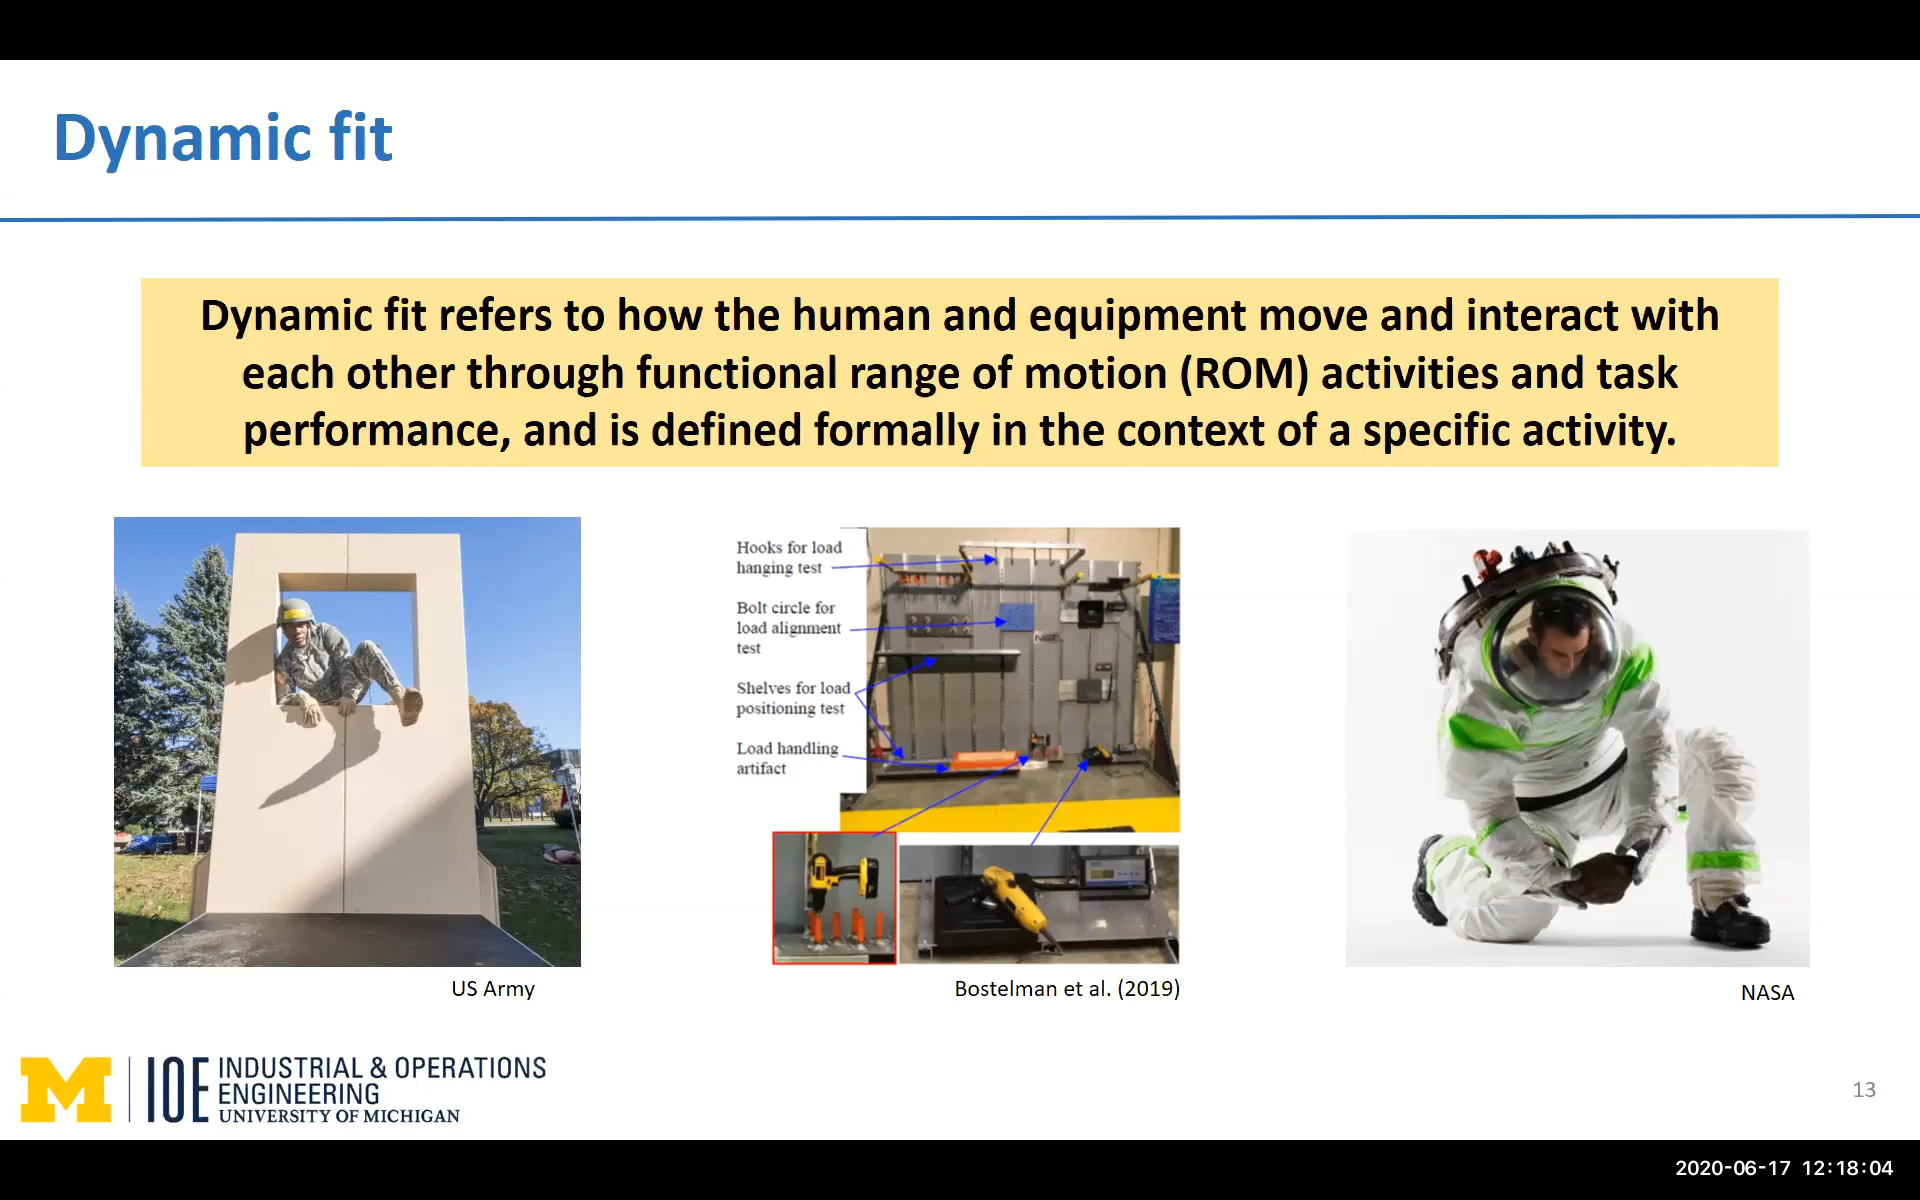 Dynamic fit
Dynamic fit refers to how the human and equipment move and interact with
each other through functional range of motion (ROM) activities and task
performance, and is defined formally in the context of a specific activity.
Hooks for load
hanging test
Bolt circle for
load alignment
test
Shelves for load
positioning test
Load handling
artifact
US Army
Bostelman et al. (2019)
NASA
M
IOE
INDUSTRIAL & OPERATIONS
ENGINEERING
UNIVERSITY OF MICHIGAN
13
2020-06-17 12:18:04